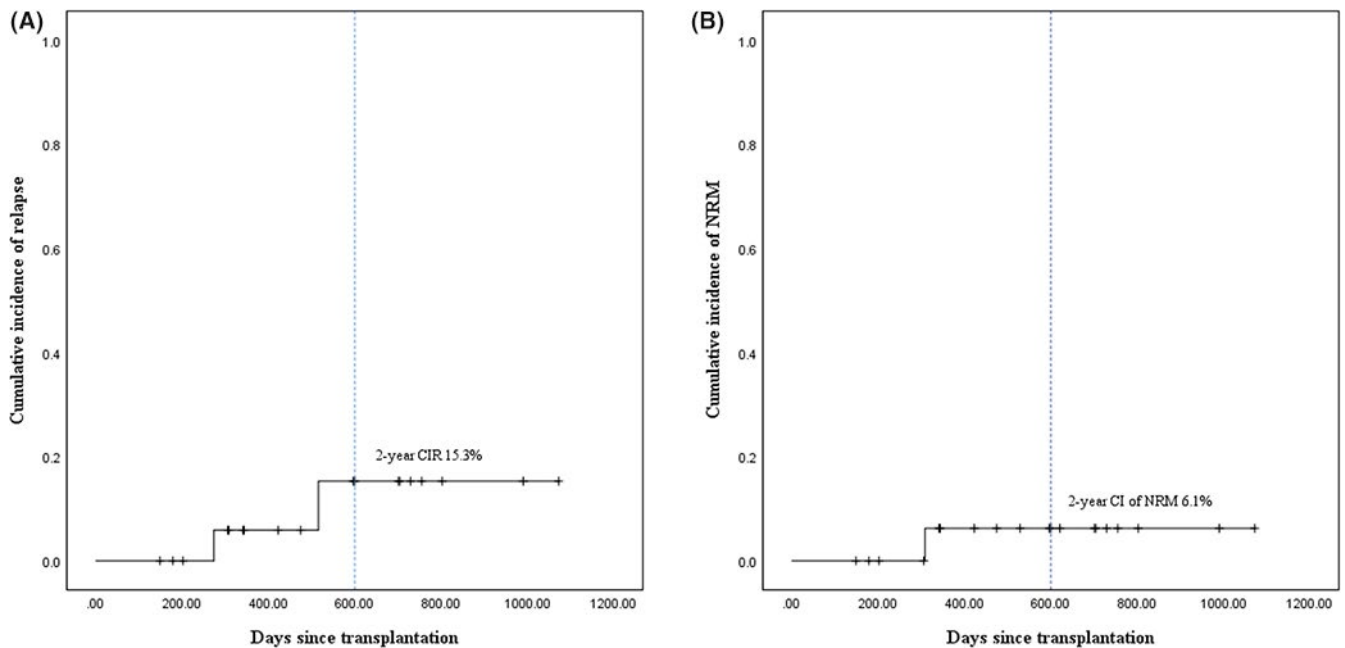 (A)
1.0
0.8
0.6
0.4
0.2
0.0
Cumulative incidence of relapse
2-year CIR 15.3%
.00 200.00 400.00 600.00 800.00 1000.00 1200.00
Days since transplantation
(B)
1.0
0.8
0.6
0.4
0.2
0.0
Cumulative incidence of NRM
2-year CI of NRM 6.1%
.00 200.00 400.00 600.00 800.00 1000.00 1200.00
Days since transplantation